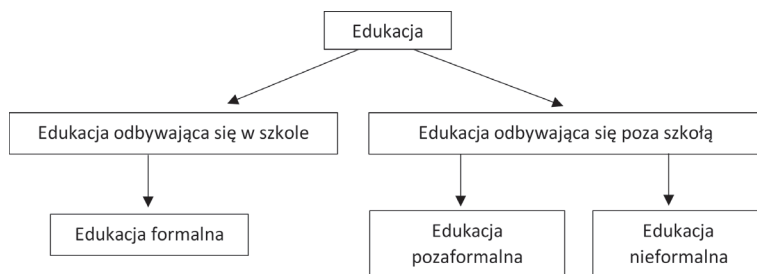 Edukacja
Edukacja odbywająca się w szkole
Edukacja odbywająca się poza szkołą
Edukacja formalna
Edukacja
pozaformalna
Edukacja
nieformalna